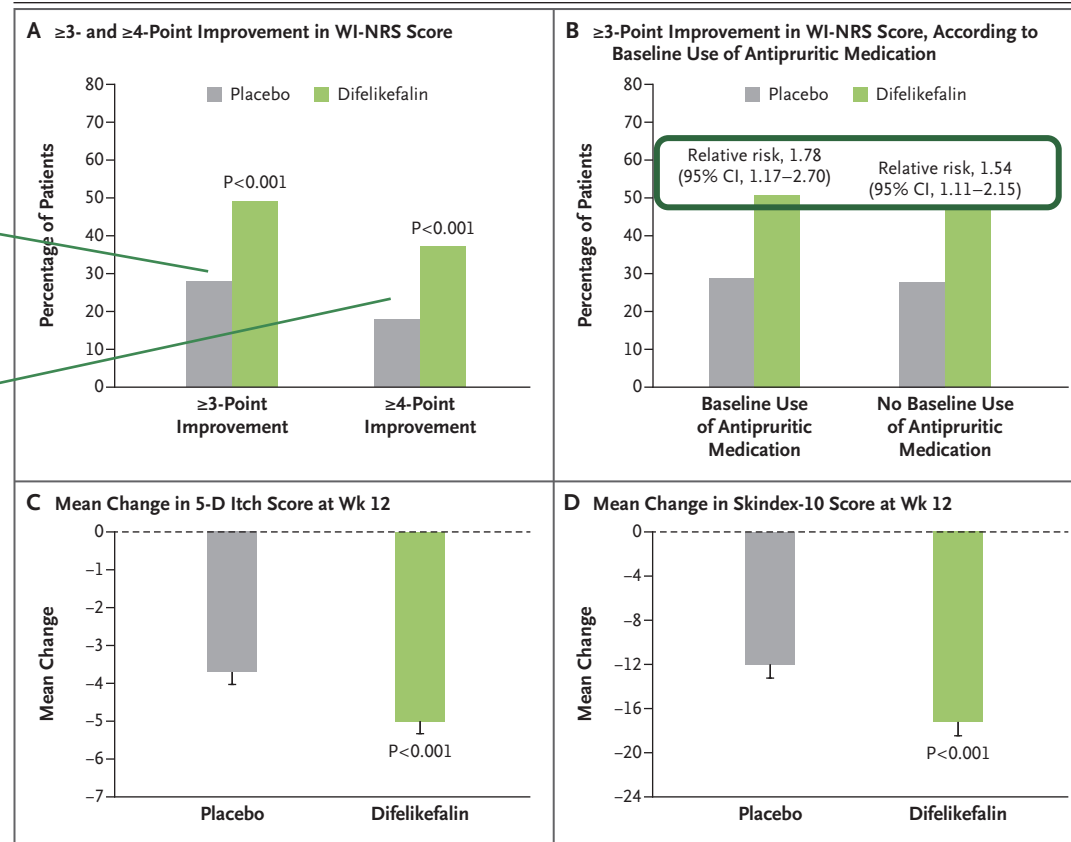 A ≥3- and ≥4-Point Improvement in WI-NRS Score
Percentage of Patients
80
70
60
50
40
30
20
10
0
Placebo
Difelikefalin
P<0.001
P<0.001
≥3-Point
Improvement
≥4-Point
Improvement
B ≥3-Point Improvement in WI-NRS Score, According to
Baseline Use of Antipruritic Medication
Percentage of Patients
80
70
60
50
40
30
20
10
0
Placebo
Difelikefalin
Relative risk, 1.78
(95% CI, 1.17–2.70)
Relative risk, 1.54
(95% CI, 1.11–2.15)
Baseline Use
of Antipruritic
Medication
No Baseline Use
of Antipruritic
Medication
C Mean Change in 5-D Itch Score at Wk 12
Mean Change
0
–1
–2
–3
–4
–5
–6
–7
P<0.001
Placebo
Difelikefalin
D Mean Change in Skindex-10 Score at Wk 12
Mean Change
0
–4
–8
–12
–16
–20
–24
P<0.001
Placebo
Difelikefalin